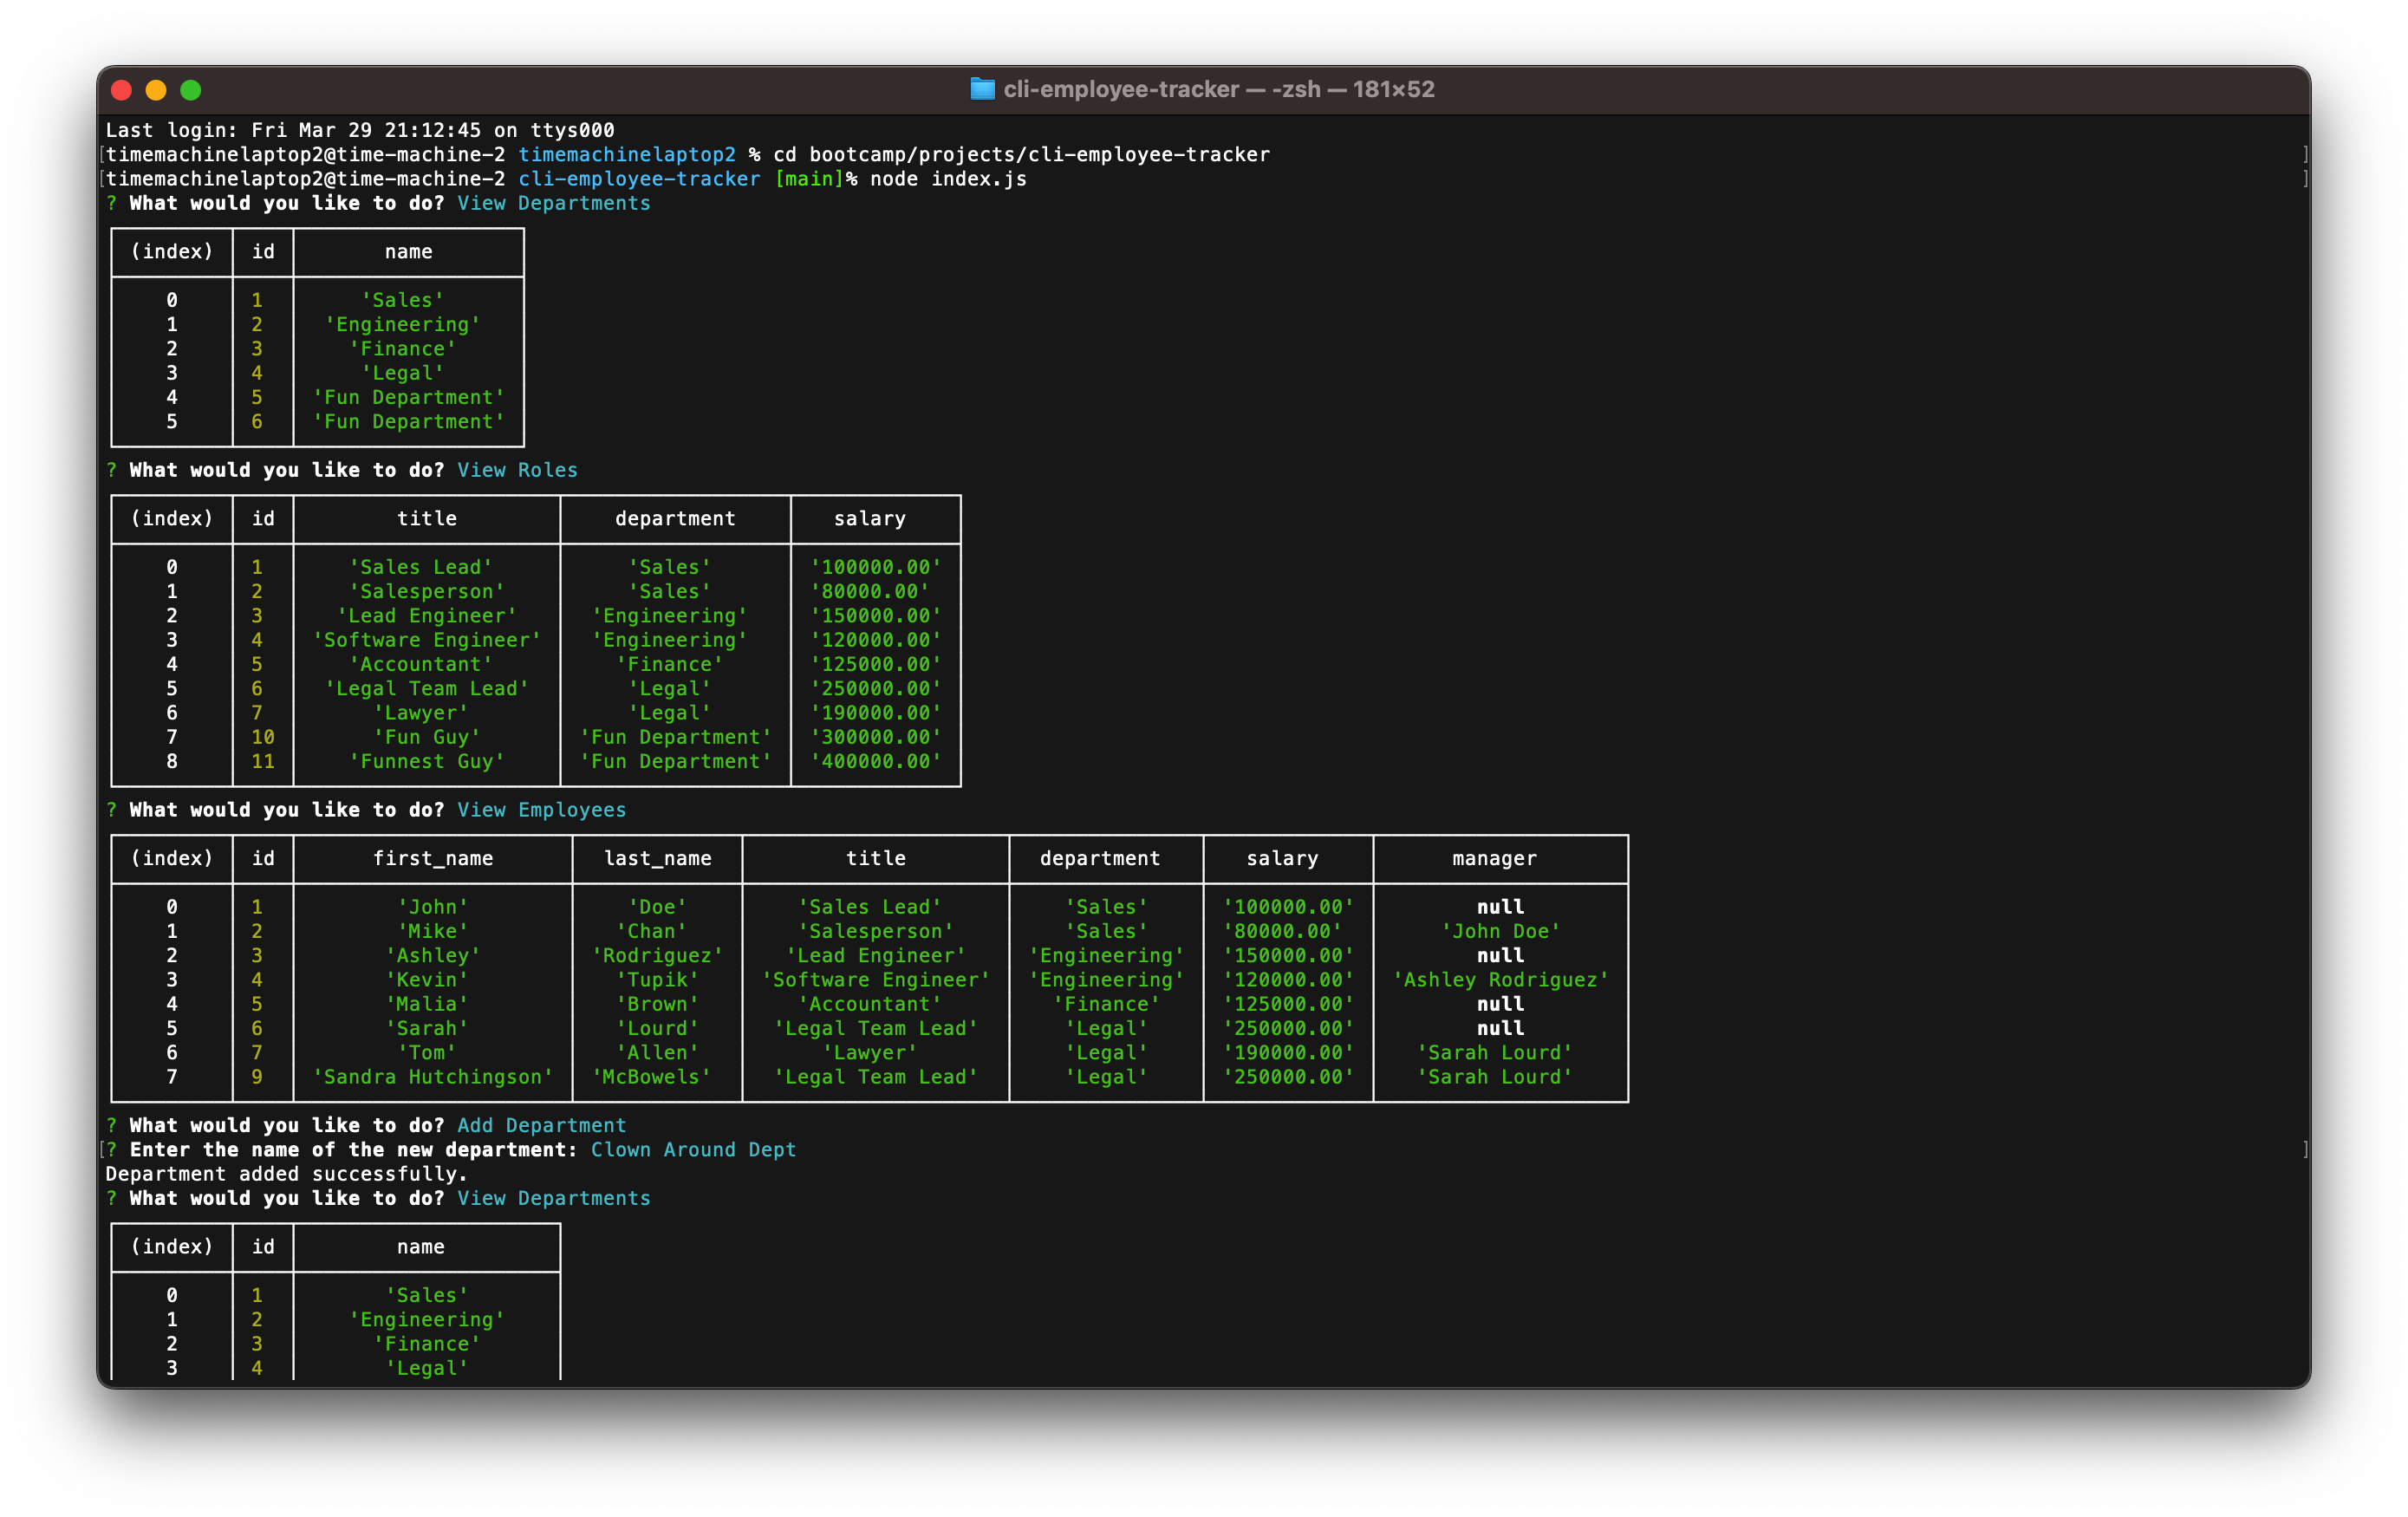 cli-employee-tracker — -zsh — 181×52
Last login: Fri Mar 29 21:12:45 on ttys000
[timemachinelaptop2@time-machine-2 timemachinelaptop2 % cd bootcamp/projects/cli-employee-tracker ]
[timemachinelaptop2@time-machine-2 cli-employee-tracker [main]% node index.js ]
? What would you like to do? View Departments
(index) id name
0 1 'Sales'
1 2 'Engineering'
2 3 'Finance'
3 4 'Legal'
4 5 'Fun Department'
5 6 'Fun Department'
? What would you like to do? View Roles
(index) id title department salary
0 1 'Sales Lead' 'Sales' '100000.00'
1 2 'Salesperson' 'Sales' '80000.00'
2 3 'Lead Engineer' 'Engineering' '150000.00'
3 4 'Software Engineer' 'Engineering' '120000.00'
4 5 'Accountant' 'Finance' '125000.00'
5 6 'Legal Team Lead' 'Legal' '250000.00'
6 7 'Lawyer' 'Legal' '190000.00'
7 10 'Fun Guy' 'Fun Department' '300000.00'
8 11 'Funnest Guy' 'Fun Department' '400000.00'
? What would you like to do? View Employees
(index) id first_name last_name title department salary manager
0 1 'John' 'Doe' 'Sales Lead' 'Sales' '100000.00' null
1 2 'Mike' 'Chan' 'Salesperson' 'Sales' '80000.00' 'John Doe'
2 3 'Ashley' 'Rodriguez' 'Lead Engineer' 'Engineering' '150000.00' null
3 4 'Kevin' 'Tupik' 'Software Engineer' 'Engineering' '120000.00' 'Ashley Rodriguez'
4 5 'Malia' 'Brown' 'Accountant' 'Finance' '125000.00' null
5 6 'Sarah' 'Lourd' 'Legal Team Lead' 'Legal' '250000.00' null
6 7 'Tom' 'Allen' 'Lawyer' 'Legal' '190000.00' 'Sarah Lourd'
7 9 'Sandra Hutchingson' 'McBowels' 'Legal Team Lead' 'Legal' '250000.00' 'Sarah Lourd'
? What would you like to do? Add Department
[? Enter the name of the new department: Clown Around Dept ]
Department added successfully.
? What would you like to do? View Departments
(index) id name
0 1 'Sales'
1 2 'Engineering'
2 3 'Finance'
3 4 'Legal'